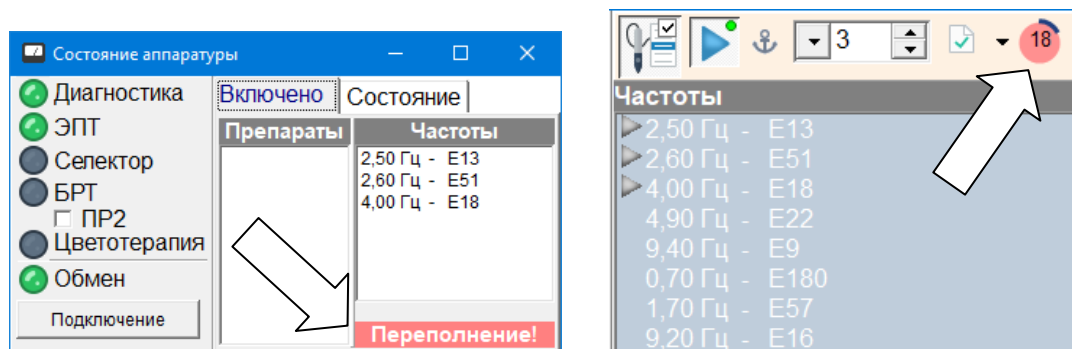 Состояние аппаратуры
Диагностика
ЭПТ
Селектор
БРТ
ПР2
Цветотерапия
Обмен
Подключение
Включено Состояние
Препараты Частоты
2,50 Гц - E13
2,60 Гц - E51
4,00 Гц - E18
Переполнение!
3
18
Частоты
2,50 Гц - E13
2,60 Гц - E51
4,00 Гц - E18
4,90 Гц - E22
9,40 Гц - E9
0,70 Гц - E180
1,70 Гц - E57
9,20 Гц - E16